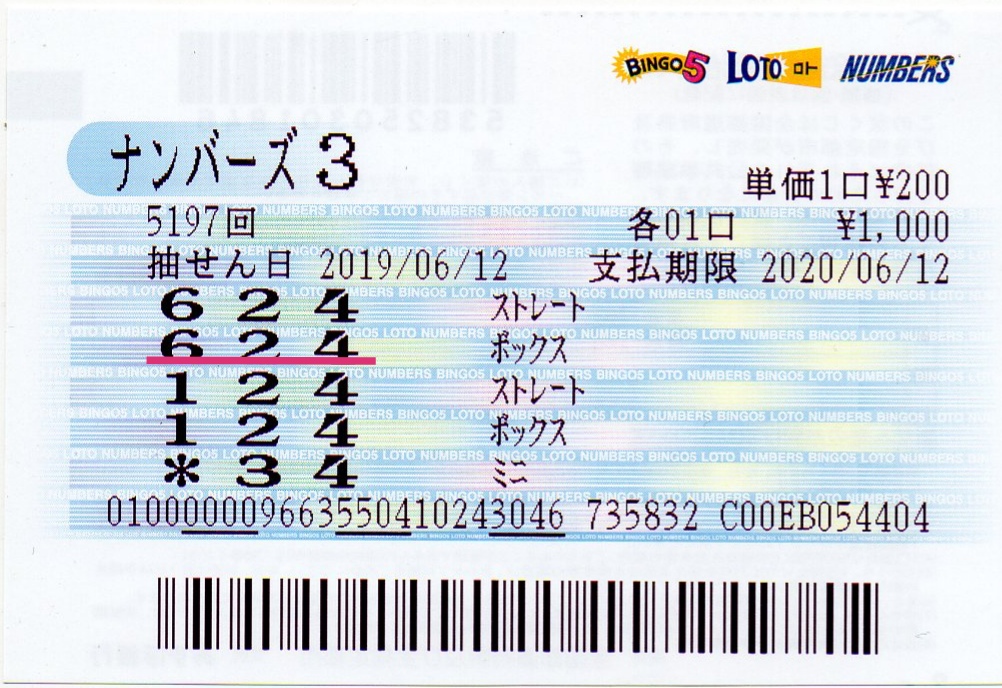 BINGO5 LOTO ロト NUMBERS
ナンバーズ3
単価1口¥200
5197回 各01口 ¥1,000
抽せん日 2019/06/12 支払期限 2020/06/12
6 2 4 ストレート
6 2 4 ボックス
1 2 4 ストレート
1 2 4 ボックス
* 3 4 ミニ
010000009663550410243046 735832 C00EB054404